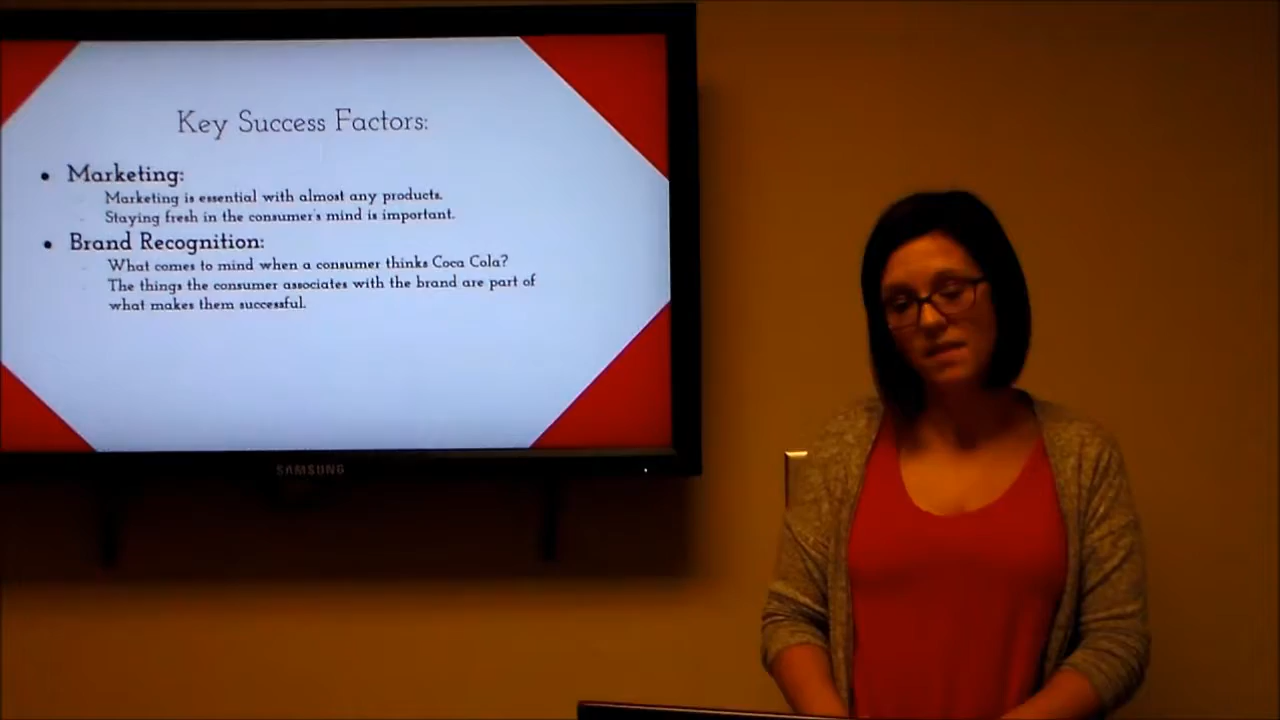 Key Success Factors:
Marketing:
Marketing is essential with almost any products.
Staying fresh in the consumer's mind is important.
Brand Recognition:
What comes to mind when a consumer thinks Coca Cola?
The things the consumer associates with the brand are part of
what makes them successful.
SAMSUNG